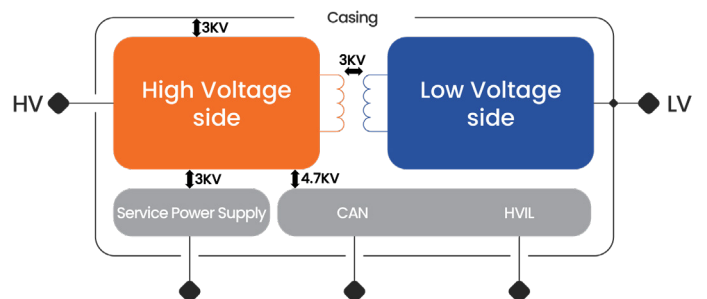 Casing
3KV
3KV
High Voltage
side
Low Voltage
side
HV
LV
3KV
4.7KV
Service Power Supply
CAN
HVIL